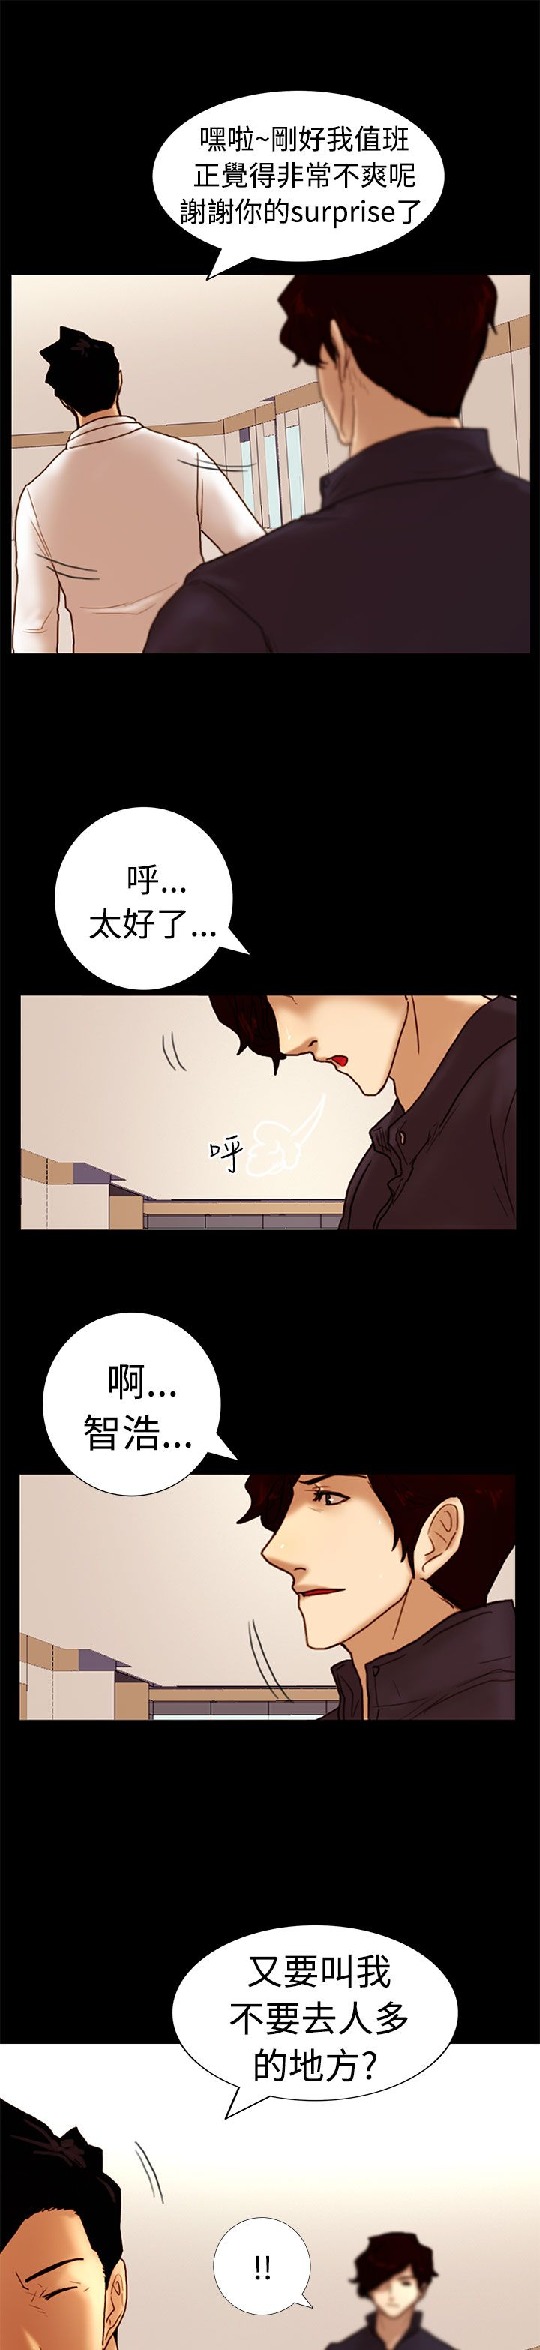 嘿啦~剛好我值班
正覺得非常不爽呢
謝謝你的surprise了
呼...
太好了...
呼
啊...
智浩...
又要叫我
不要去人多
的地方?
!!